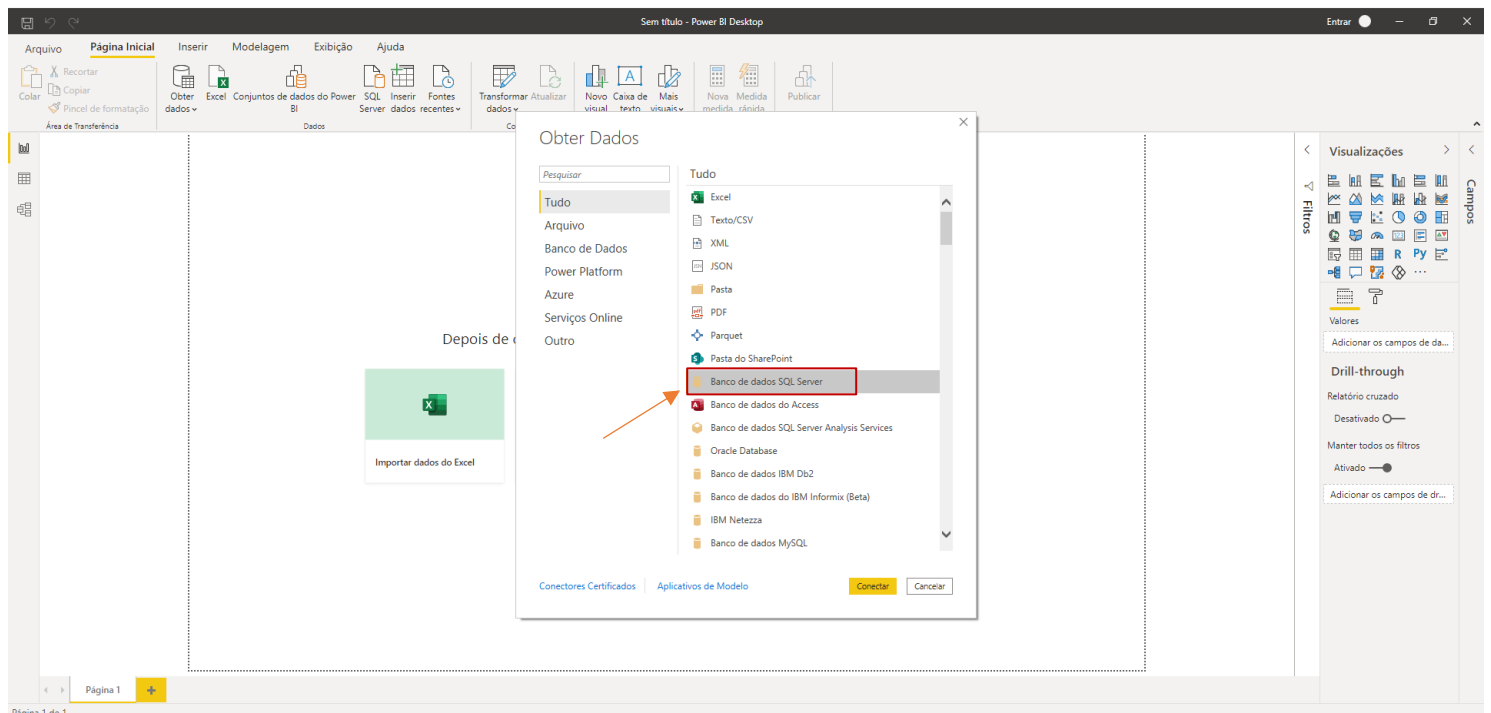 Sem título - Power BI Desktop
Entrar
Arquivo Página Inicial Inserir Modelagem Exibição Ajuda
Colar
Recortar
Copiar
Pincel de formatação
Área de Transferência
Obter dados
Excel
Conjuntos de dados do Power BI
SQL Server
Inserir dados
Fontes recentes
Dados
Transformar dados
Atualizar
Co
Novo visual
Caixa de texto
Mais visuais
Nova medida
Medida rápida
Publicar
Obter Dados
Pesquisar
Tudo
Arquivo
Banco de Dados
Power Platform
Azure
Serviços Online
Outro
Tudo
Excel
Texto/CSV
XML
JSON
Pasta
PDF
Parquet
Pasta do SharePoint
Banco de dados SQL Server
Banco de dados do Access
Banco de dados SQL Server Analysis Services
Oracle Database
Banco de dados IBM Db2
Banco de dados do IBM Informix (Beta)
IBM Netezza
Banco de dados MySQL
Conectores Certificados
Aplicativos de Modelo
Conectar
Cancelar
Depois de
Importar dados do Excel
Filtros
Visualizações
R Py
Valores
Adicionar os campos de da...
Drill-through
Relatório cruzado
Desativado
Manter todos os filtros
Ativado
Adicionar os campos de dr...
Campos
Página 1
Página 1 de 1